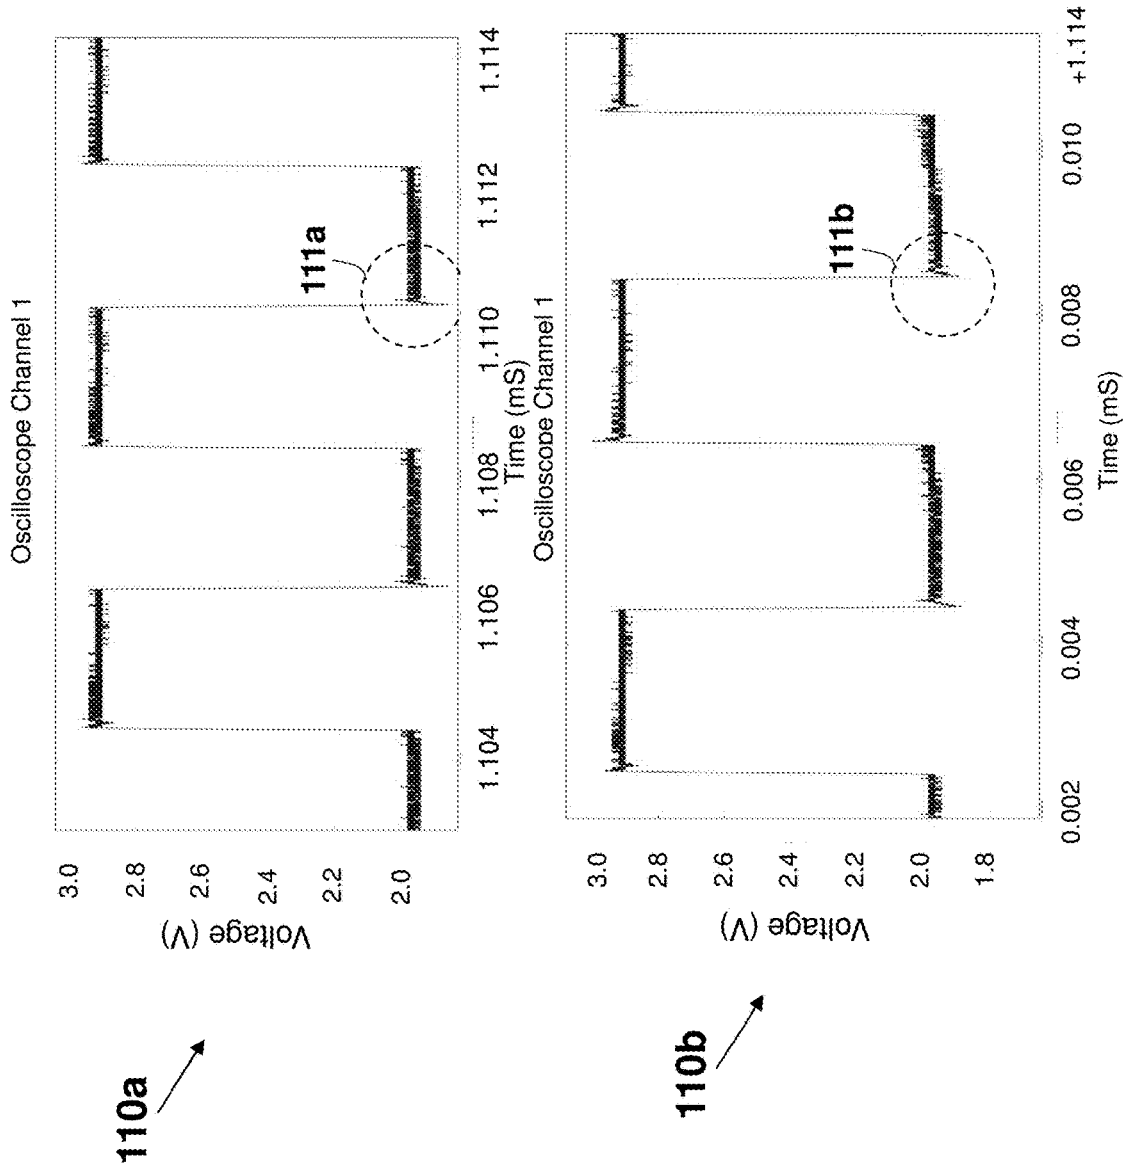 110a
Oscilloscope Channel 1
Voltage (V)
3.0
2.8
2.6
2.4
2.2
2.0
111a
1.104
1.106
1.108
1.110
1.112
1.114
Time (mS)
110b
Oscilloscope Channel 1
Voltage (V)
3.0
2.8
2.6
2.4
2.2
2.0
1.8
111b
0.002
0.004
0.006
0.008
0.010
+1.114
Time (mS)